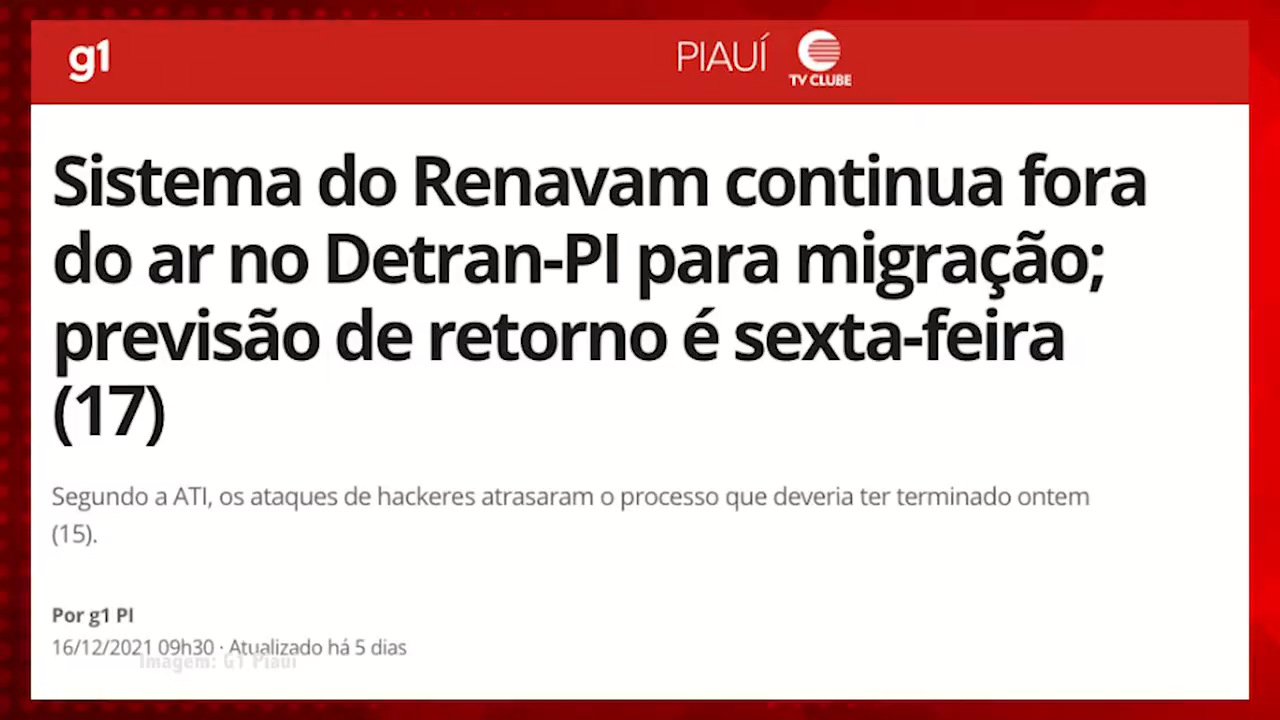 g1
PIAUÍ
TV CLUBE
Sistema do Renavam continua fora
do ar no Detran-PI para migração;
previsão de retorno é sexta-feira
(17)
Segundo a ATI, os ataques de hackeres atrasaram o processo que deveria ter terminado ontem
(15).
Por g1 PI
16/12/2021 09h30 · Atualizado há 5 dias
Imagem: G1 Piauí